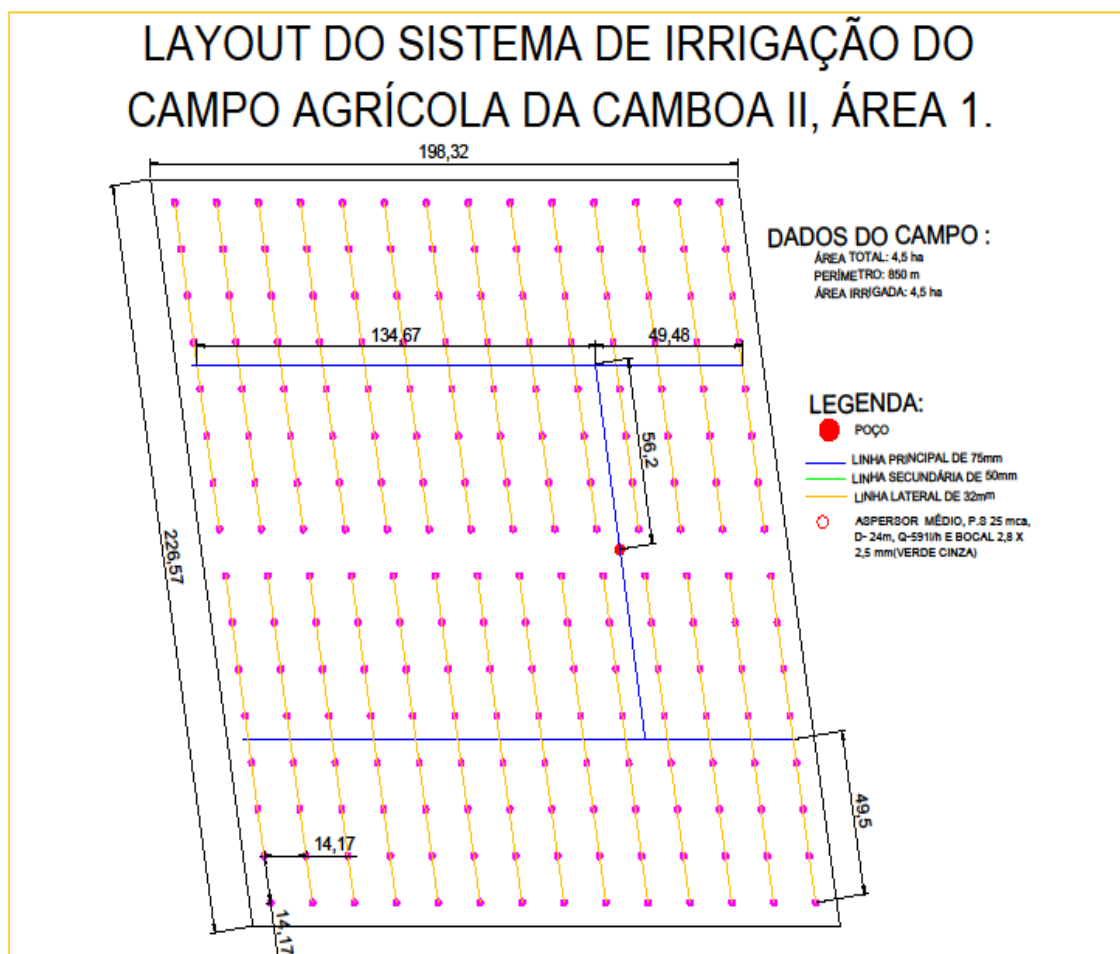 LAYOUT DO SISTEMA DE IRRIGAÇÃO DO
CAMPO AGRÍCOLA DA CAMBOA II, ÁREA 1.
198,32
DADOS DO CAMPO :
ÁREA TOTAL: 4,5 ha
PERÍMETRO: 850 m
ÁREA IRRIGADA: 4,5 ha
134,67
49,48
LEGENDA:
POÇO
56,2
LINHA PRINCIPAL DE 75mm
LINHA SECUNDÁRIA DE 50mm
LINHA LATERAL DE 32mm
ASPERSOR MÉDIO, P.S 25 mca,
D- 24m, Q-591l/h E BOCAL 2,8 X
2,5 mm(VERDE CINZA)
226,57
49,5
14,17
14,17